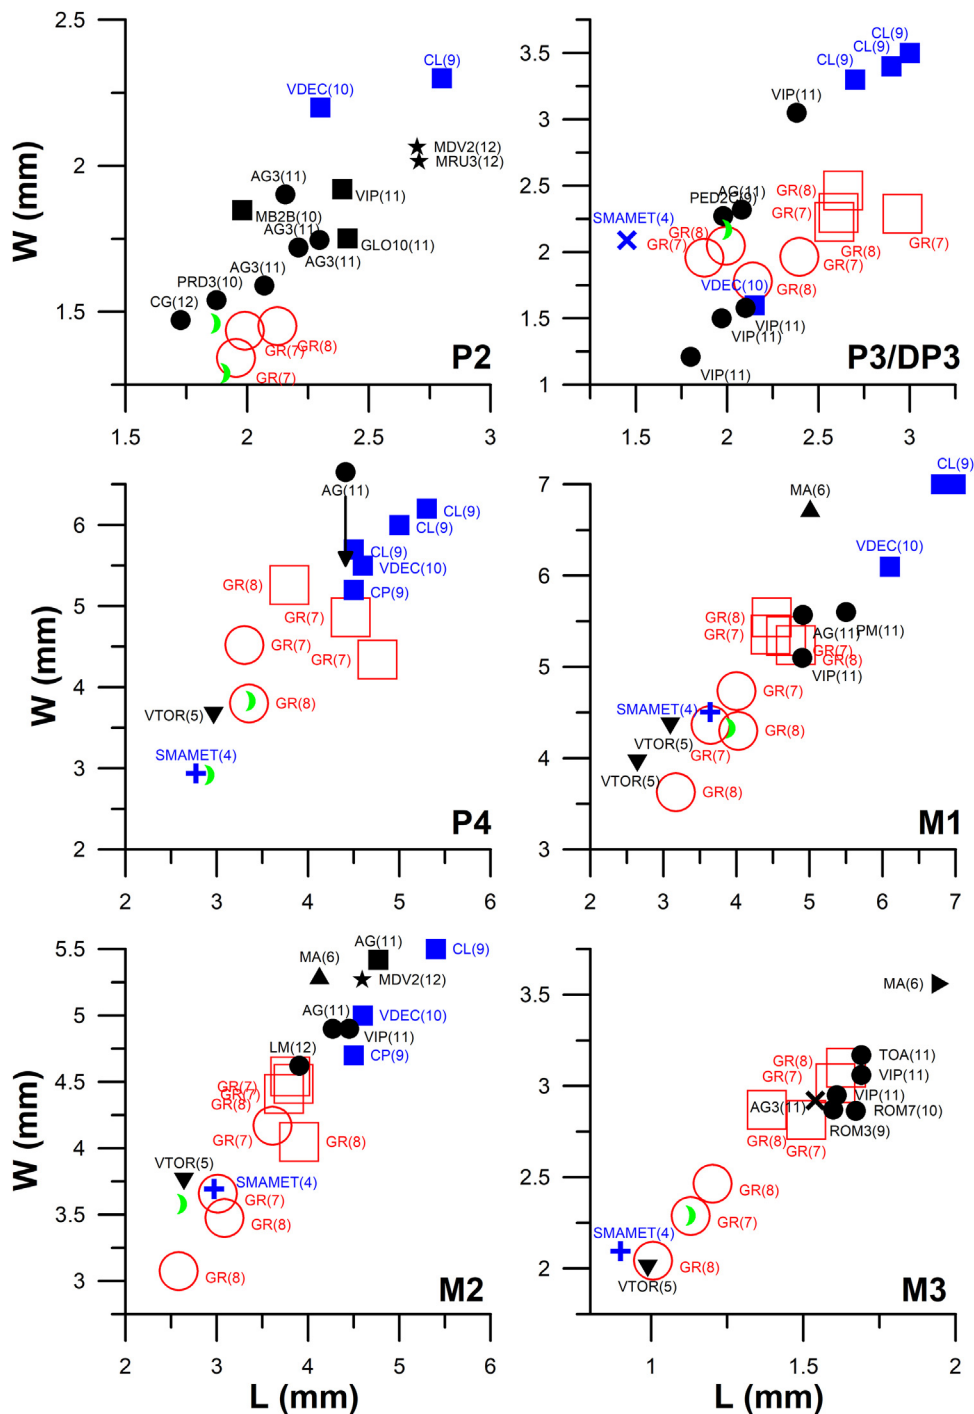 2.5
2
1.5
W (mm)
CL(9)
VDEC(10)
MDV2(12)
MRU3(12)
AG3(11)
VIP(11)
MB2B(10)
AG3(11)
GLO10(11)
AG3(11)
AG3(11)
PRD3(10)
CG(12)
GR(7)
GR(8)
GR(7)
P2
1.5
2
2.5
3
3.5
3
2.5
2
1.5
1
CL(9)
CL(9)
CL(9)
VIP(11)
GR(8)
AG(11)
PED2C(9)
GR(7)
SMAMET(4)
GR(8)
GR(7)
GR(8)
GR(7)
GR(7)
VDEC(10)
GR(8)
VIP(11)
VIP(11)
VIP(11)
P3/DP3
1.5
2
2.5
3
6
5
4
3
2
W (mm)
AG(11)
CL(9)
CL(9)
CL(9)
VDEC(10)
CP(9)
GR(8)
GR(7)
GR(7)
GR(7)
GR(8)
VTOR(5)
SMAMET(4)
P4
2
3
4
5
6
7
6
5
4
3
CL(9)
MA(6)
VDEC(10)
GR(8)
GR(7)
AG(11)
PM(11)
GR(7)
GR(8)
VIP(11)
GR(7)
SMAMET(4)
GR(8)
VTOR(5)
GR(7)
VTOR(5)
GR(8)
M1
2
3
4
5
6
7
5.5
5
4.5
4
3.5
3
W (mm)
AG(11)
CL(9)
MA(6)
MDV2(12)
AG(11)
VDEC(10)
VIP(11)
LM(12)
CP(9)
GR(7)
GR(7)
GR(8)
GR(7)
GR(8)
VTOR(5)
SMAMET(4)
GR(7)
GR(8)
GR(8)
M2
2
3
4
5
6
L (mm)
3.5
3
2.5
2
MA(6)
GR(8)
TOA(11)
GR(7)
VIP(11)
VIP(11)
AG3(11)
ROM7(10)
ROM3(9)
GR(8)
GR(7)
GR(8)
GR(7)
SMAMET(4)
GR(8)
VTOR(5)
M3
1
1.5
2
L (mm)